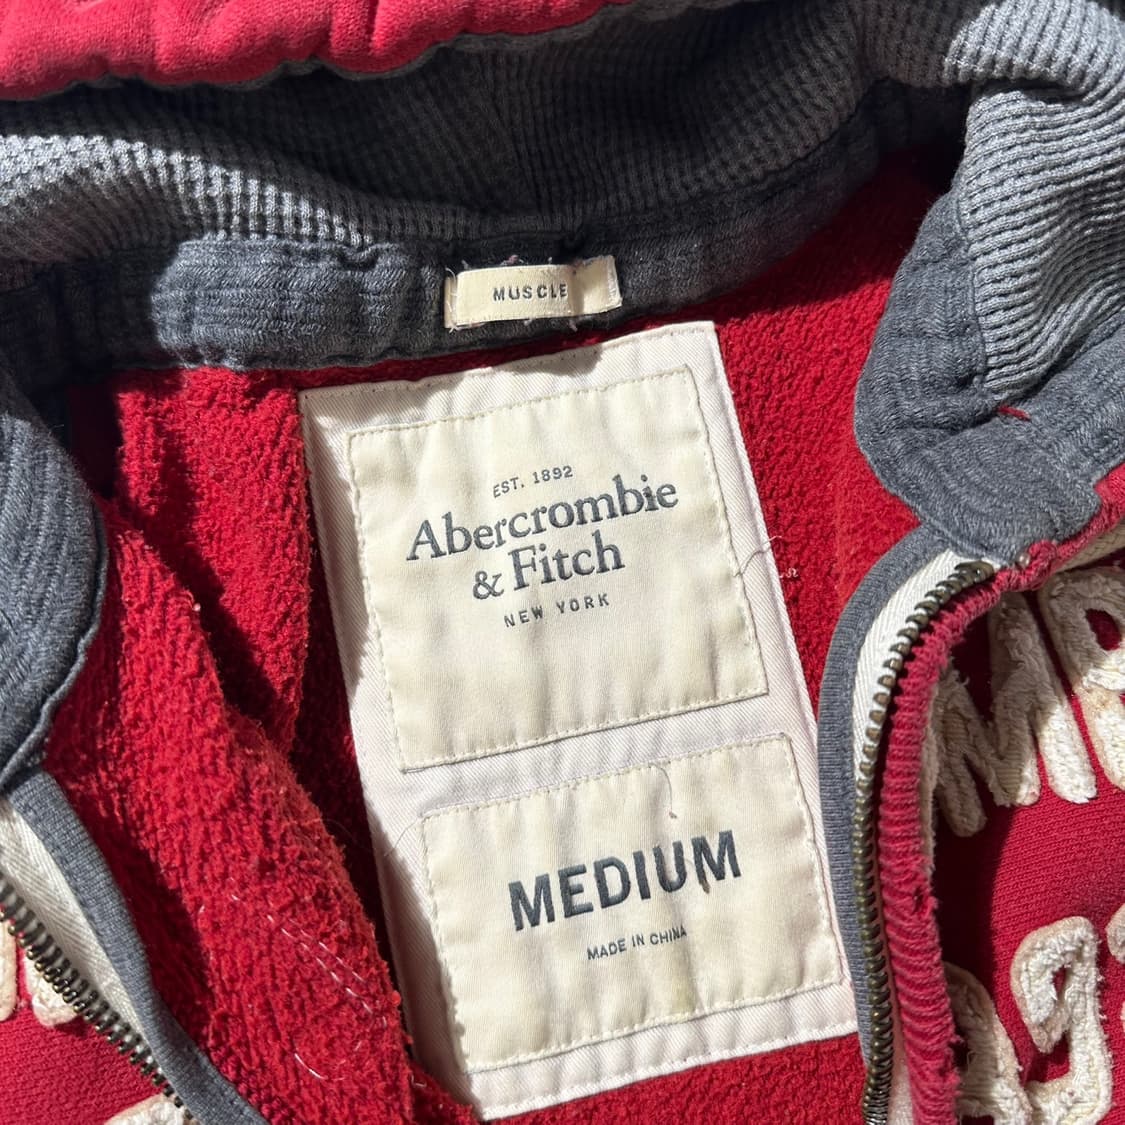 MUSCLE
EST. 1892
Abercrombie
& Fitch
NEW YORK
MEDIUM
MADE IN CHINA